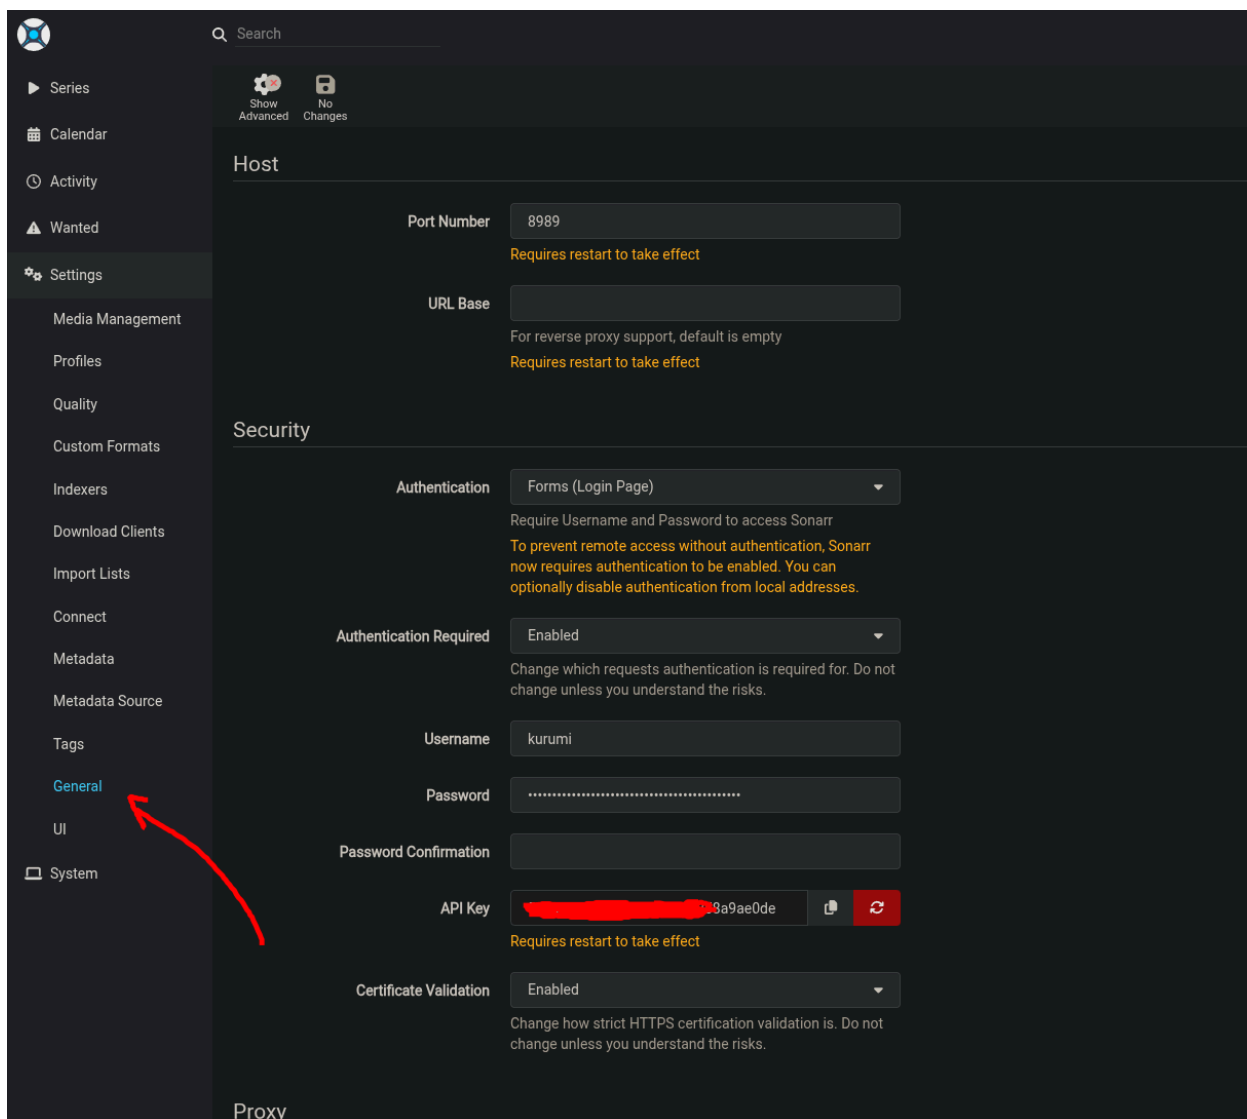 Search
Series
Calendar
Activity
Wanted
Settings
Media Management
Profiles
Quality
Custom Formats
Indexers
Download Clients
Import Lists
Connect
Metadata
Metadata Source
Tags
General
UI
System
Show
Advanced
No
Changes
Host
Port Number
8989
Requires restart to take effect
URL Base
For reverse proxy support, default is empty
Requires restart to take effect
Security
Authentication
Forms (Login Page)
Require Username and Password to access Sonarr
To prevent remote access without authentication, Sonarr
now requires authentication to be enabled. You can
optionally disable authentication from local addresses.
Authentication Required
Enabled
Change which requests authentication is required for. Do not
change unless you understand the risks.
Username
kurumi
Password
Password Confirmation
API Key
8a9ae0de
Requires restart to take effect
Certificate Validation
Enabled
Change how strict HTTPS certification validation is. Do not
change unless you understand the risks.
Proxy